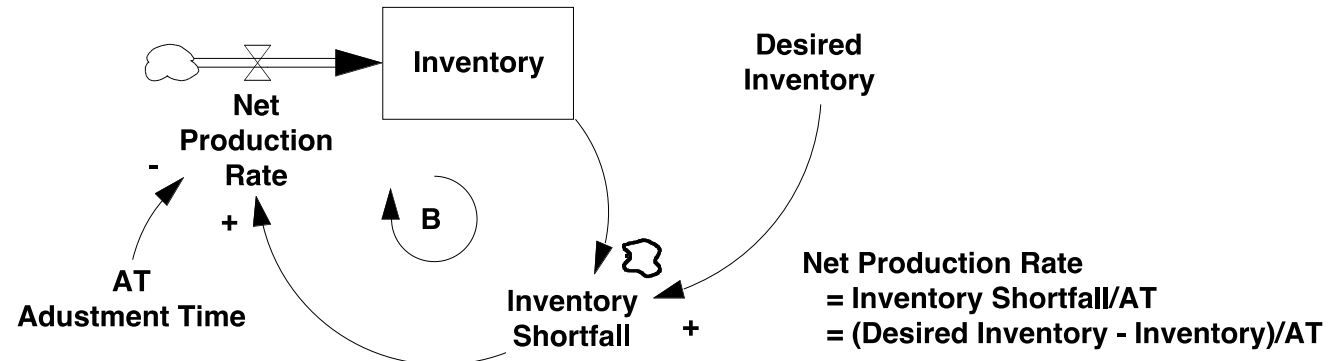 Inventory
Desired
Inventory
Net
Production
Rate
-
+
B
AT
Adustment Time
Inventory
Shortfall
+
Net Production Rate
= Inventory Shortfall/AT
= (Desired Inventory - Inventory)/AT